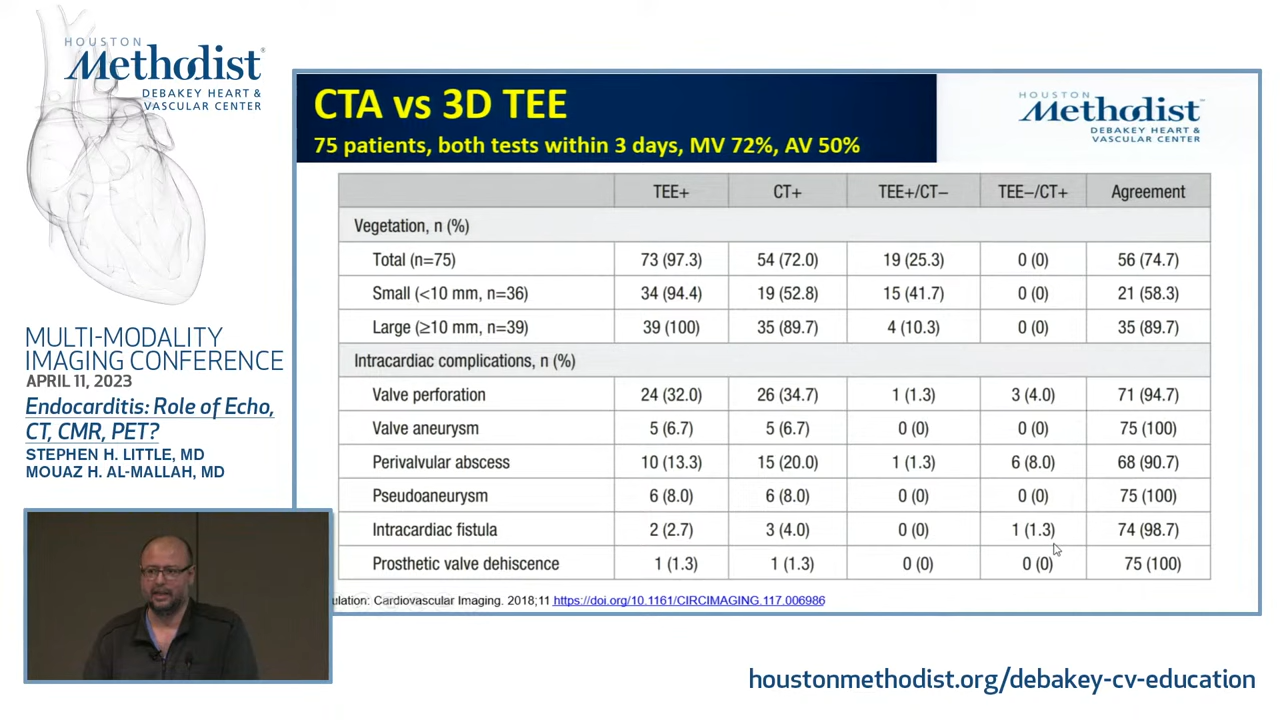 HOUSTON
Methodist®
DEBAKEY HEART &
VASCULAR CENTER
MULTI-MODALITY
IMAGING CONFERENCE
APRIL 11, 2023
Endocarditis: Role of Echo,
CT, CMR, PET?
STEPHEN H. LITTLE, MD
MOUAZ H. AL-MALLAH, MD
CTA vs 3D TEE
75 patients, both tests within 3 days, MV 72%, AV 50%
HOUSTON
Methodist
DEBAKEY HEART &
VASCULAR CENTER
TEE+ CT+ TEE+/CT− TEE−/CT+ Agreement
Vegetation, n (%)
Total (n=75) 73 (97.3) 54 (72.0) 19 (25.3) 0 (0) 56 (74.7)
Small (<10 mm, n=36) 34 (94.4) 19 (52.8) 15 (41.7) 0 (0) 21 (58.3)
Large (≥10 mm, n=39) 39 (100) 35 (89.7) 4 (10.3) 0 (0) 35 (89.7)
Intracardiac complications, n (%)
Valve perforation 24 (32.0) 26 (34.7) 1 (1.3) 3 (4.0) 71 (94.7)
Valve aneurysm 5 (6.7) 5 (6.7) 0 (0) 0 (0) 75 (100)
Perivalvular abscess 10 (13.3) 15 (20.0) 1 (1.3) 6 (8.0) 68 (90.7)
Pseudoaneurysm 6 (8.0) 6 (8.0) 0 (0) 0 (0) 75 (100)
Intracardiac fistula 2 (2.7) 3 (4.0) 0 (0) 1 (1.3) 74 (98.7)
Prosthetic valve dehiscence 1 (1.3) 1 (1.3) 0 (0) 0 (0) 75 (100)
ulation: Cardiovascular Imaging. 2018;11 https://doi.org/10.1161/CIRCIMAGING.117.006986
houstonmethodist.org/debakey-cv-education